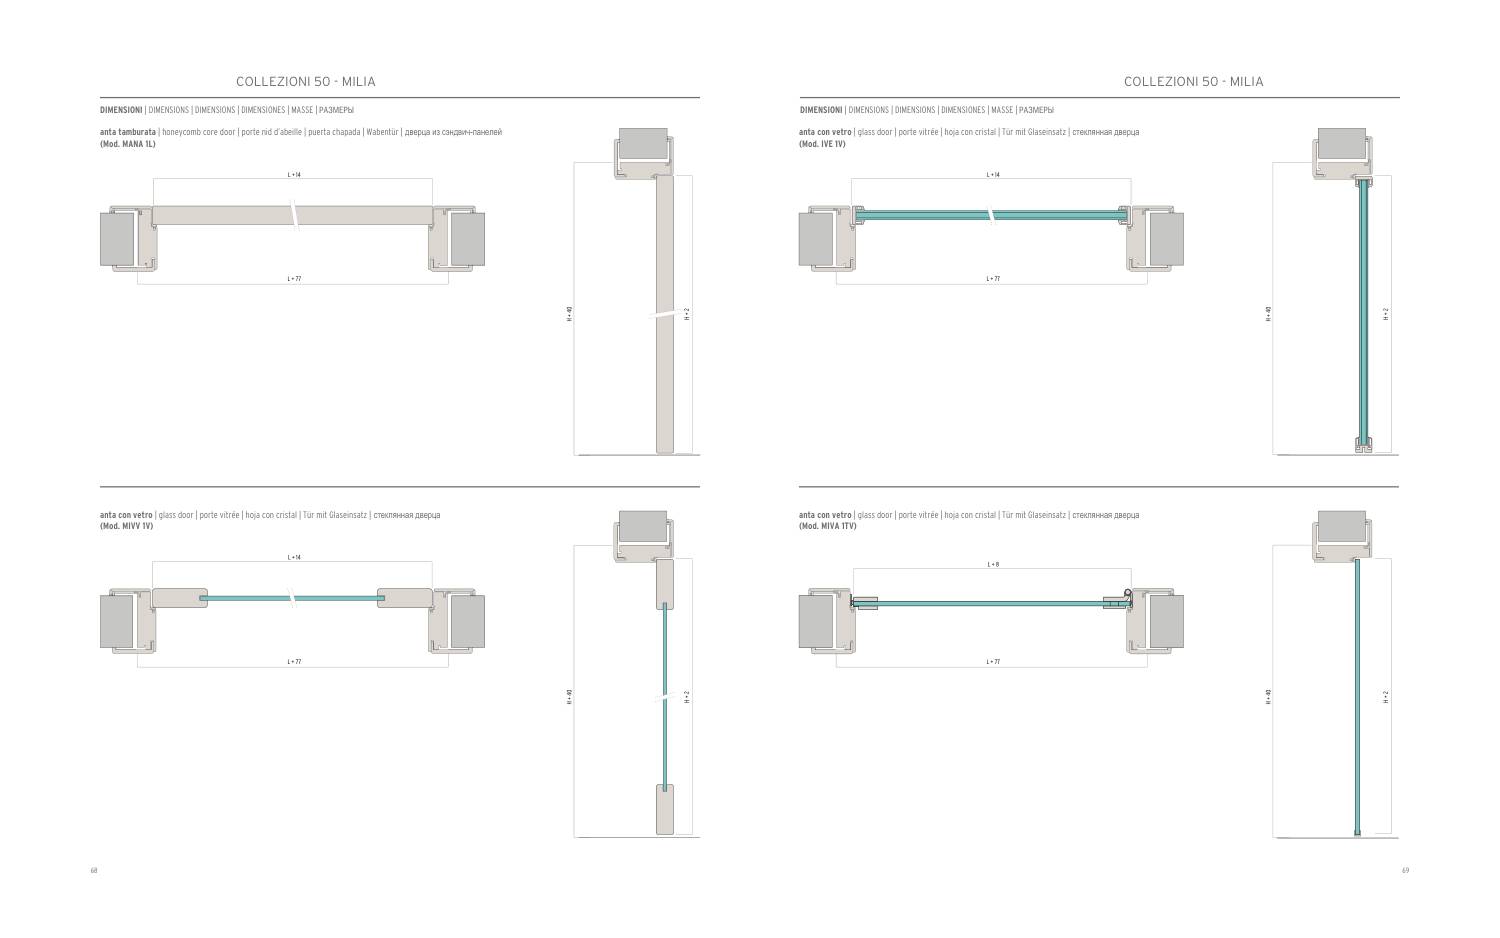 COLLEZIONI 50 - MILIA
DIMENSIONI | DIMENSIONS | DIMENSIONS | DIMENSIONES | MASSE | РАЗМЕРЫ
anta tamburata | honeycomb core door | porte nid d'abeille | puerta chapada | Wabentür | дверца из сэндвич-панелей
(Mod. MANA 1L)
L + 14
L + 77
H + 40
H + 2
anta con vetro | glass door | porte vitrée | hoja con cristal | Tür mit Glaseinsatz | стеклянная дверца
(Mod. MIVV 1V)
L + 14
L + 77
H + 40
H + 2
68
COLLEZIONI 50 - MILIA
DIMENSIONI | DIMENSIONS | DIMENSIONS | DIMENSIONES | MASSE | РАЗМЕРЫ
anta con vetro | glass door | porte vitrée | hoja con cristal | Tür mit Glaseinsatz | стеклянная дверца
(Mod. IVE 1V)
L + 14
L + 77
H + 40
H + 2
anta con vetro | glass door | porte vitrée | hoja con cristal | Tür mit Glaseinsatz | стеклянная дверца
(Mod. MIVA 1TV)
L + 8
L + 77
H + 40
H + 2
69